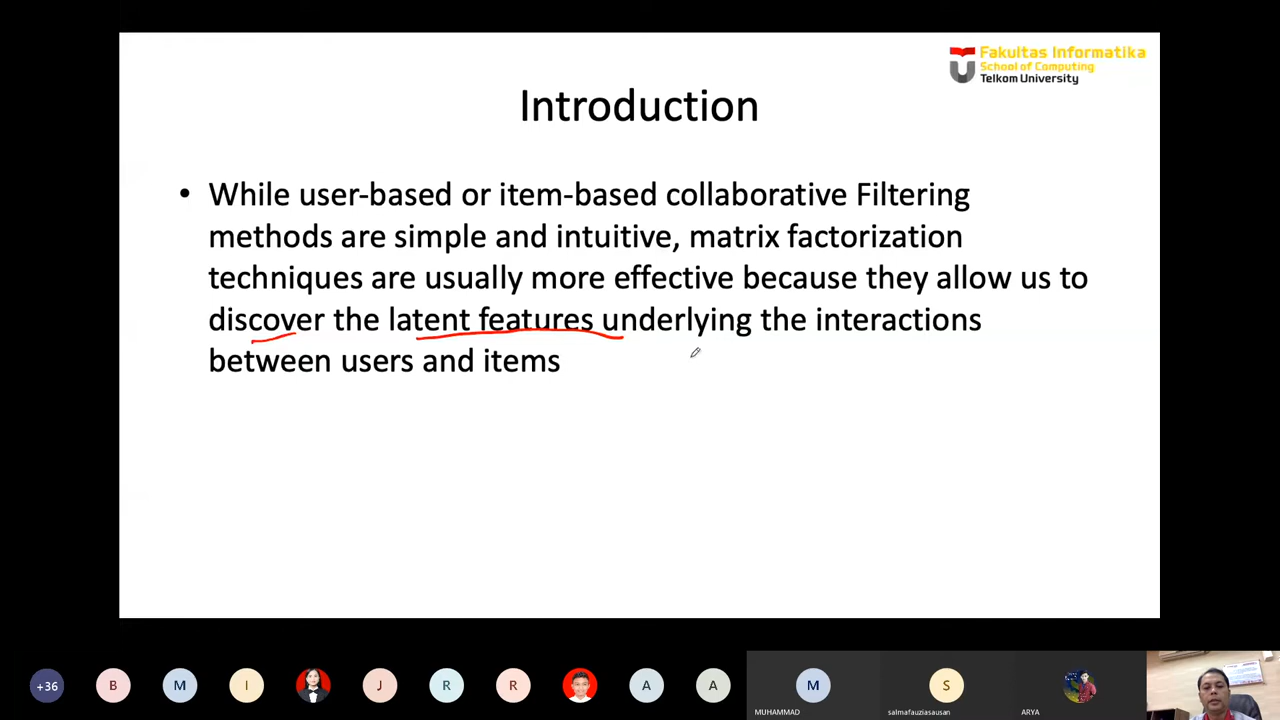 Fakultas Informatika
School of Computing
Telkom University
Introduction
• While user-based or item-based collaborative Filtering
methods are simple and intuitive, matrix factorization
techniques are usually more effective because they allow us to
discover the latent features underlying the interactions
between users and items
+36
B
M
I
J
R
R
A
A
M
S
MUHAMMAD
salmafauziasausan
ARYA